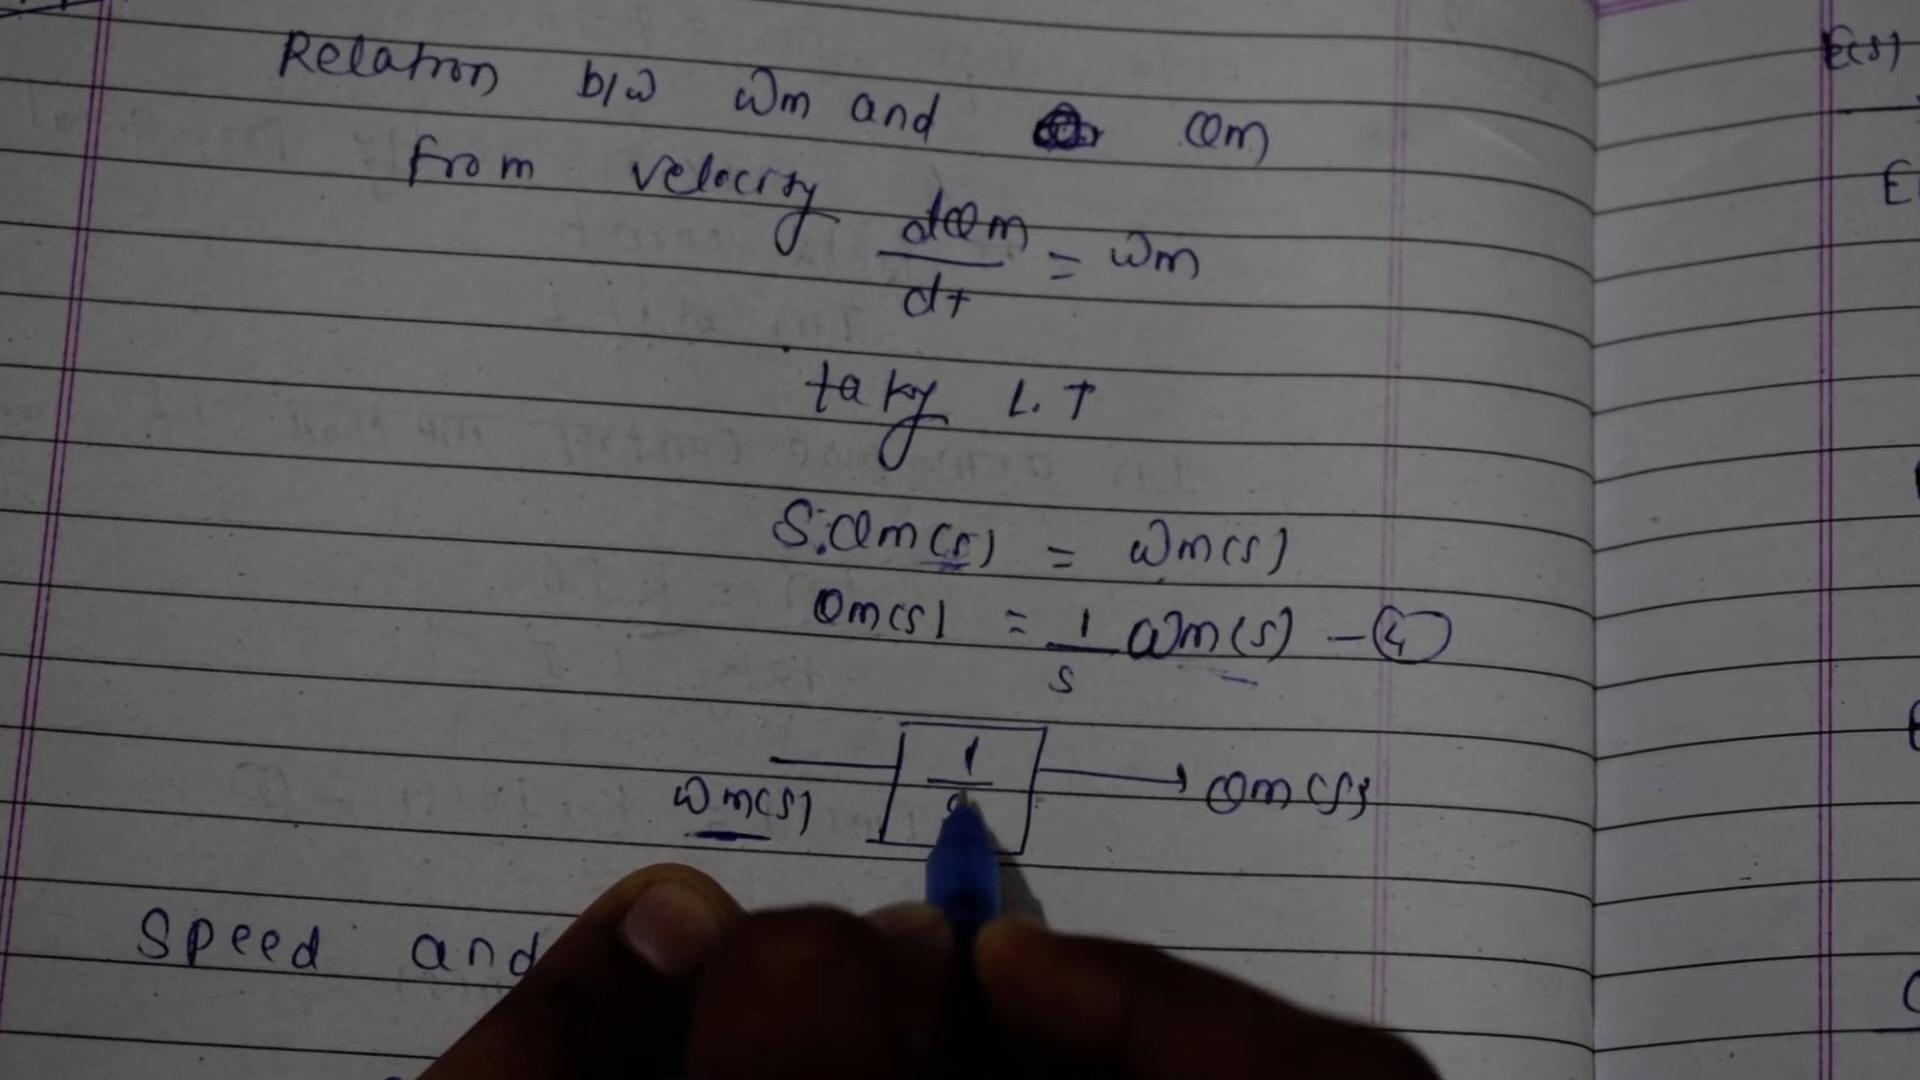 Relation b/w ωm and θm
From velocity dθm/dt = ωm
taky L.T
S.θm(s) = ωm(s)
θm(s) = 1/s ωm(s) - (4)
ωm(s) 1/s θm(s)
Speed and
E(s)